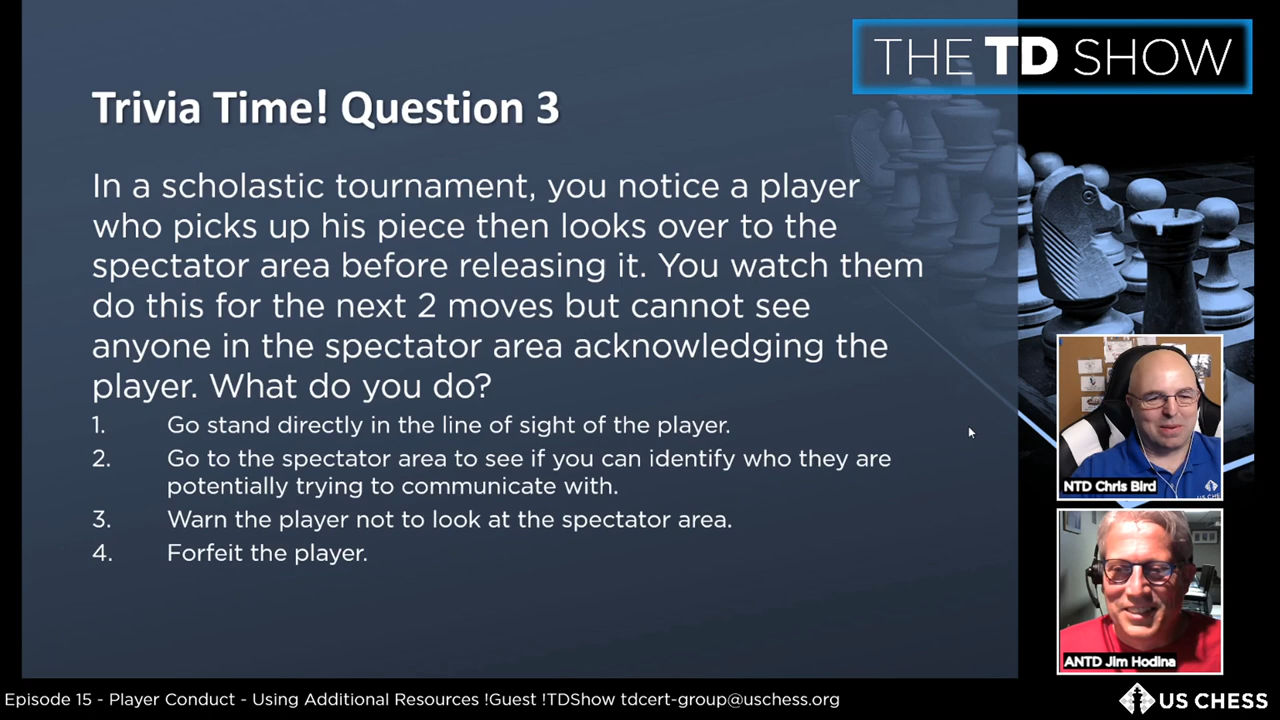 THE TD SHOW
Trivia Time! Question 3
In a scholastic tournament, you notice a player
who picks up his piece then looks over to the
spectator area before releasing it. You watch them
do this for the next 2 moves but cannot see
anyone in the spectator area acknowledging the
player. What do you do?
1. Go stand directly in the line of sight of the player.
2. Go to the spectator area to see if you can identify who they are
potentially trying to communicate with.
3. Warn the player not to look at the spectator area.
4. Forfeit the player.
US CHES
NTD Chris Bird
ANTD Jim Hodina
Episode 15 - Player Conduct - Using Additional Resources !Guest !TDShow tdcert-group@uschess.org
US CHESS